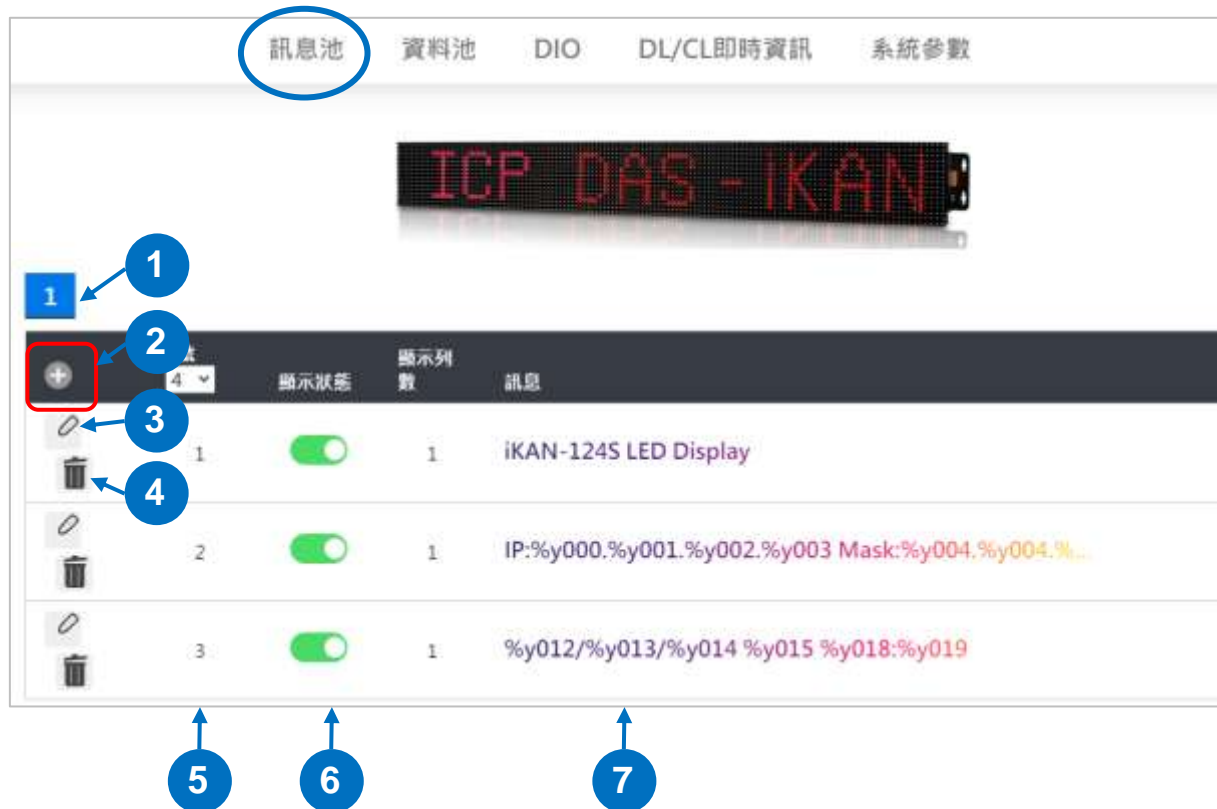 訊息池 資料池 DIO DL/CL即時資訊 系統參數
ICP DAS - iKAN
1
1
2
4
顯示狀態
顯示列
數
訊息
3
1
1
iKAN-124S LED Display
4
2
1
IP:%y000.%y001.%y002.%y003 Mask:%y004.%y004.%...
3
1
%y012/%y013/%y014 %y015 %y018:%y019
5
6
7